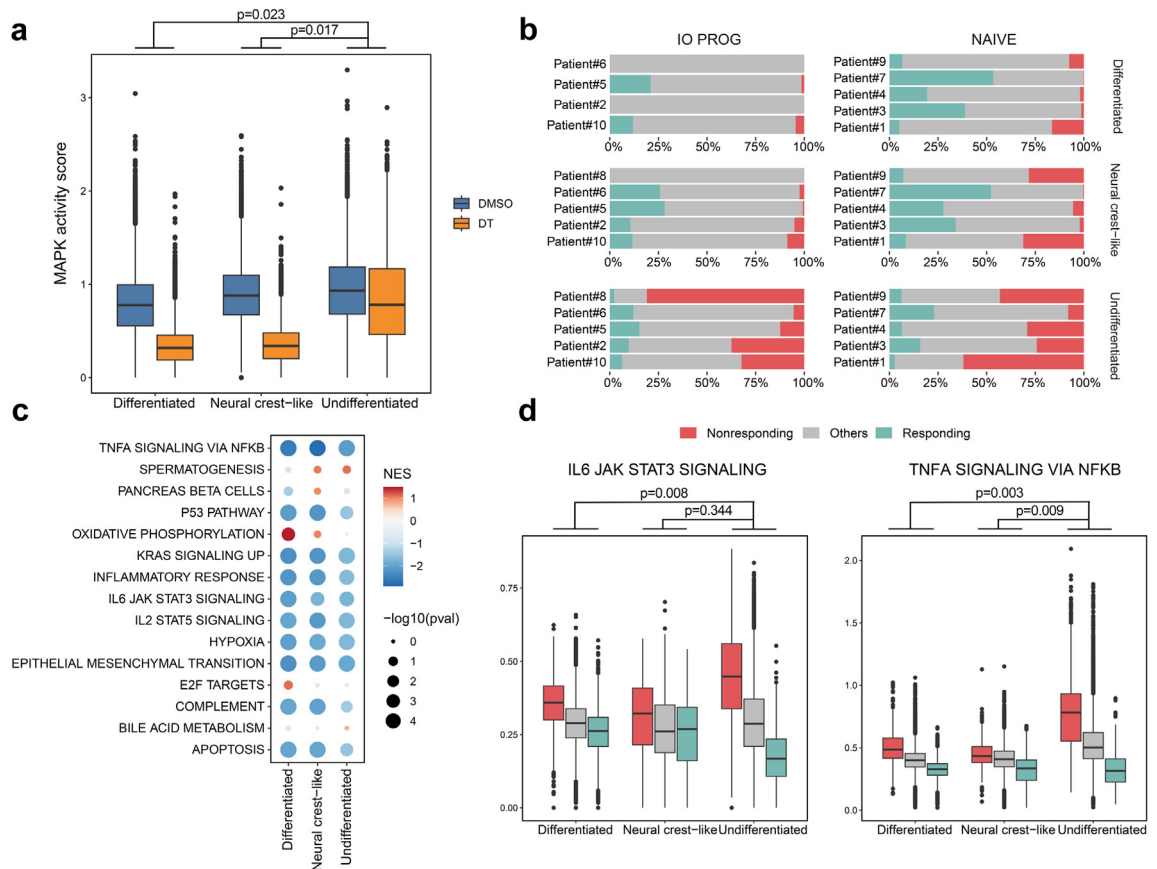 a
p=0.023
p=0.017
MAPK activity score
3
2
1
0
Differentiated
Neural crest−like
Undifferentiated
DMSO
DT
b
IO PROG
NAIVE
Patient#6
Patient#5
Patient#2
Patient#10
0% 25% 50% 75% 100%
Patient#9
Patient#7
Patient#4
Patient#3
Patient#1
0% 25% 50% 75% 100%
Differentiated
Patient#8
Patient#6
Patient#5
Patient#2
Patient#10
0% 25% 50% 75% 100%
Patient#9
Patient#7
Patient#4
Patient#3
Patient#1
0% 25% 50% 75% 100%
Neural crest−like
Patient#8
Patient#6
Patient#5
Patient#2
Patient#10
0% 25% 50% 75% 100%
Patient#9
Patient#7
Patient#4
Patient#3
Patient#1
0% 25% 50% 75% 100%
Undifferentiated
c
TNFA SIGNALING VIA NFKB
SPERMATOGENESIS
PANCREAS BETA CELLS
P53 PATHWAY
OXIDATIVE PHOSPHORYLATION
KRAS SIGNALING UP
INFLAMMATORY RESPONSE
IL6 JAK STAT3 SIGNALING
IL2 STAT5 SIGNALING
HYPOXIA
EPITHELIAL MESENCHYMAL TRANSITION
E2F TARGETS
COMPLEMENT
BILE ACID METABOLISM
APOPTOSIS
Differentiated
Neural crest−like
Undifferentiated
NES
1
0
−1
−2
−log10(pval)
0
1
2
3
4
d
Nonresponding
Others
Responding
IL6 JAK STAT3 SIGNALING
p=0.008
p=0.344
0.75
0.50
0.25
0.00
Differentiated
Neural crest−like
Undifferentiated
TNFA SIGNALING VIA NFKB
p=0.003
p=0.009
2.0
1.5
1.0
0.5
0.0
Differentiated
Neural crest−like
Undifferentiated